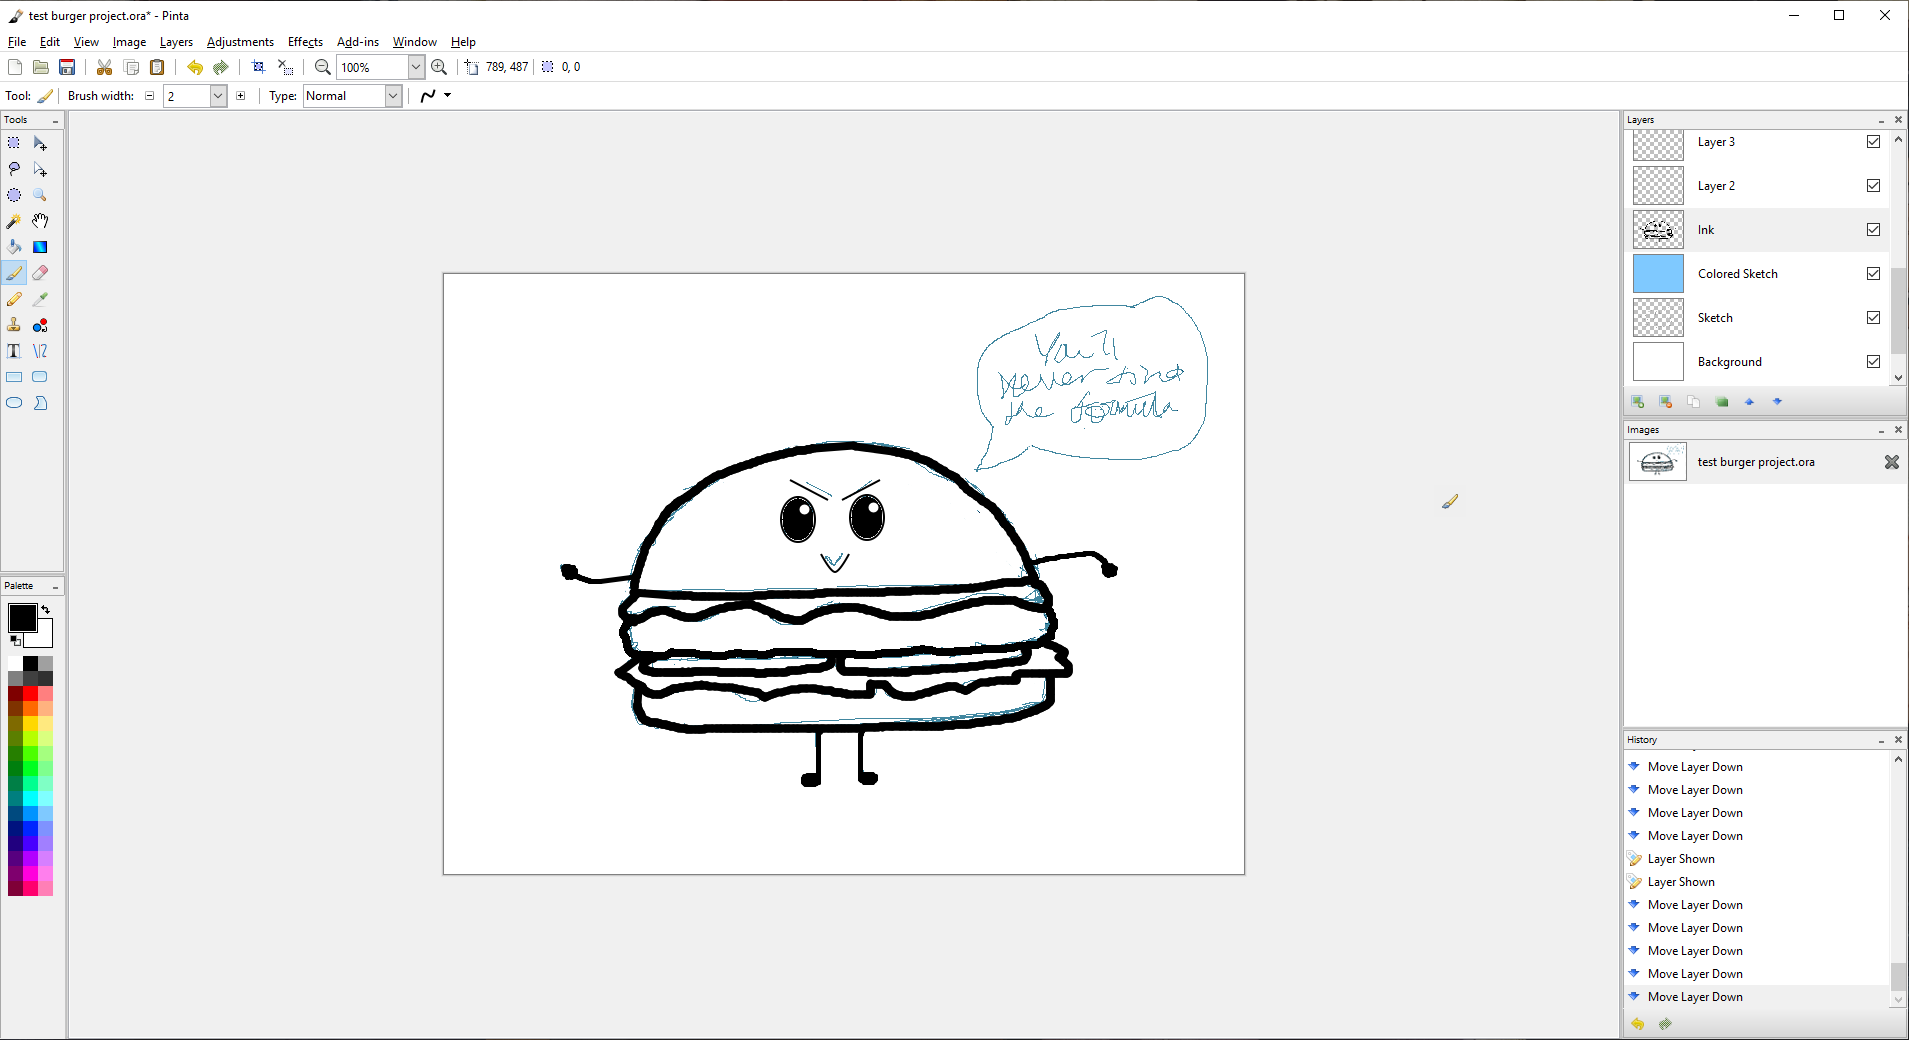 test burger project.ora* - Pinta
File Edit View Image Layers Adjustments Effects Add-ins Window Help
100% 789, 487 0, 0
Tool: Brush width: 2 Type: Normal
Tools
Layers
Layer 3
Layer 2
Ink
Colored Sketch
Sketch
Background
You'll
never find
the formula
Images
test burger project.ora
Palette
History
Move Layer Down
Move Layer Down
Move Layer Down
Move Layer Down
Layer Shown
Layer Shown
Move Layer Down
Move Layer Down
Move Layer Down
Move Layer Down
Move Layer Down